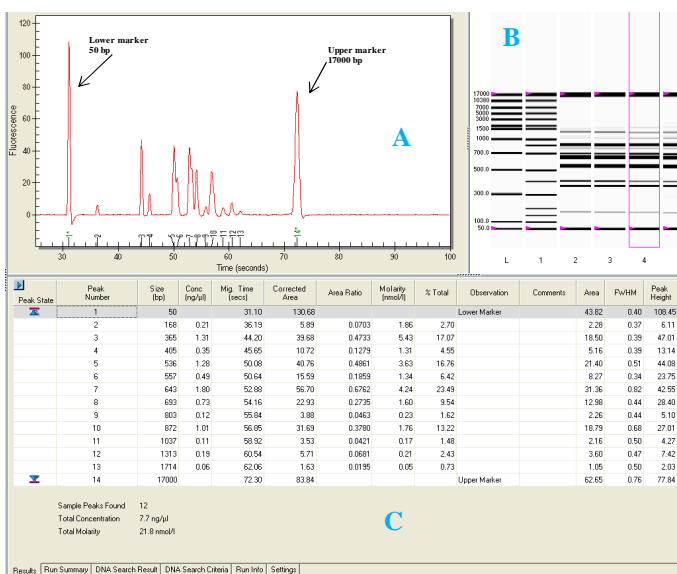 120
100
80
60
40
20
0
Fluorescence
Lower marker
50 bp
Upper marker
17000 bp
A
1*
2
3
4
5
6
7
8
9
10
11
12
13
14*
30
40
50
60
70
80
90
100
Time (seconds)
B
17000
10380
7000
5000
3000
1500
1000
700.0
500.0
300.0
100.0
50.0
L 1 2 3 4
Peak State Peak Number Size (bp) Conc (ng/µl) Mig. Time (secs) Corrected Area Area Ratio Molarity (nmol/l) % Total Observation Comments Area FWHM Peak Height
1 50 31.10 130.68 Lower Marker 43.82 0.40 108.45
2 168 0.21 36.19 5.89 0.0703 1.86 2.70 2.28 0.37 6.11
3 365 1.31 44.20 39.68 0.4733 5.43 17.07 18.50 0.39 47.01
4 405 0.35 45.65 10.72 0.1279 1.31 4.55 5.16 0.39 13.14
5 536 1.28 50.08 40.76 0.4861 3.63 16.76 21.40 0.51 44.08
6 557 0.49 50.64 15.59 0.1859 1.34 6.42 8.27 0.34 23.75
7 643 1.80 52.88 56.70 0.6762 4.24 23.49 31.36 0.82 42.55
8 693 0.73 54.16 22.93 0.2735 1.60 9.54 12.98 0.44 28.40
9 803 0.12 55.84 3.88 0.0463 0.23 1.62 2.26 0.44 5.10
10 872 1.01 56.85 31.69 0.3780 1.76 13.22 18.79 0.68 27.01
11 1037 0.11 58.92 3.53 0.0421 0.17 1.48 2.16 0.50 4.27
12 1313 0.19 60.54 5.71 0.0681 0.21 2.43 3.60 0.47 7.42
13 1714 0.06 62.06 1.63 0.0195 0.05 0.73 1.05 0.50 2.03
14 17000 72.30 83.84 Upper Marker 62.65 0.76 77.84
Sample Peaks Found 12
Total Concentration 7.7 ng/µl
Total Molarity 21.8 nmol/l
C
Results Run Summary DNA Search Result DNA Search Criteria Run Info Settings